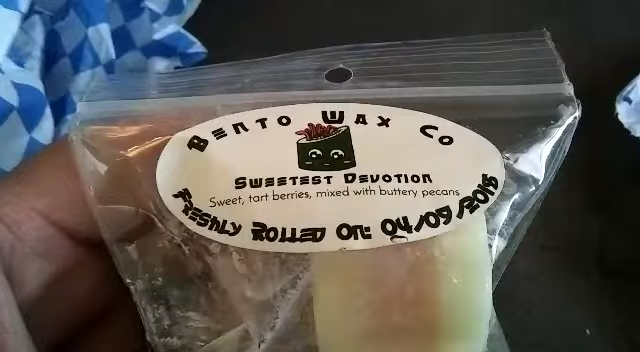 Bento Wax Co
Sweetest Devotion
Sweet, tart berries, mixed with buttery pecans
Freshly Rolled On: 04/09/2015